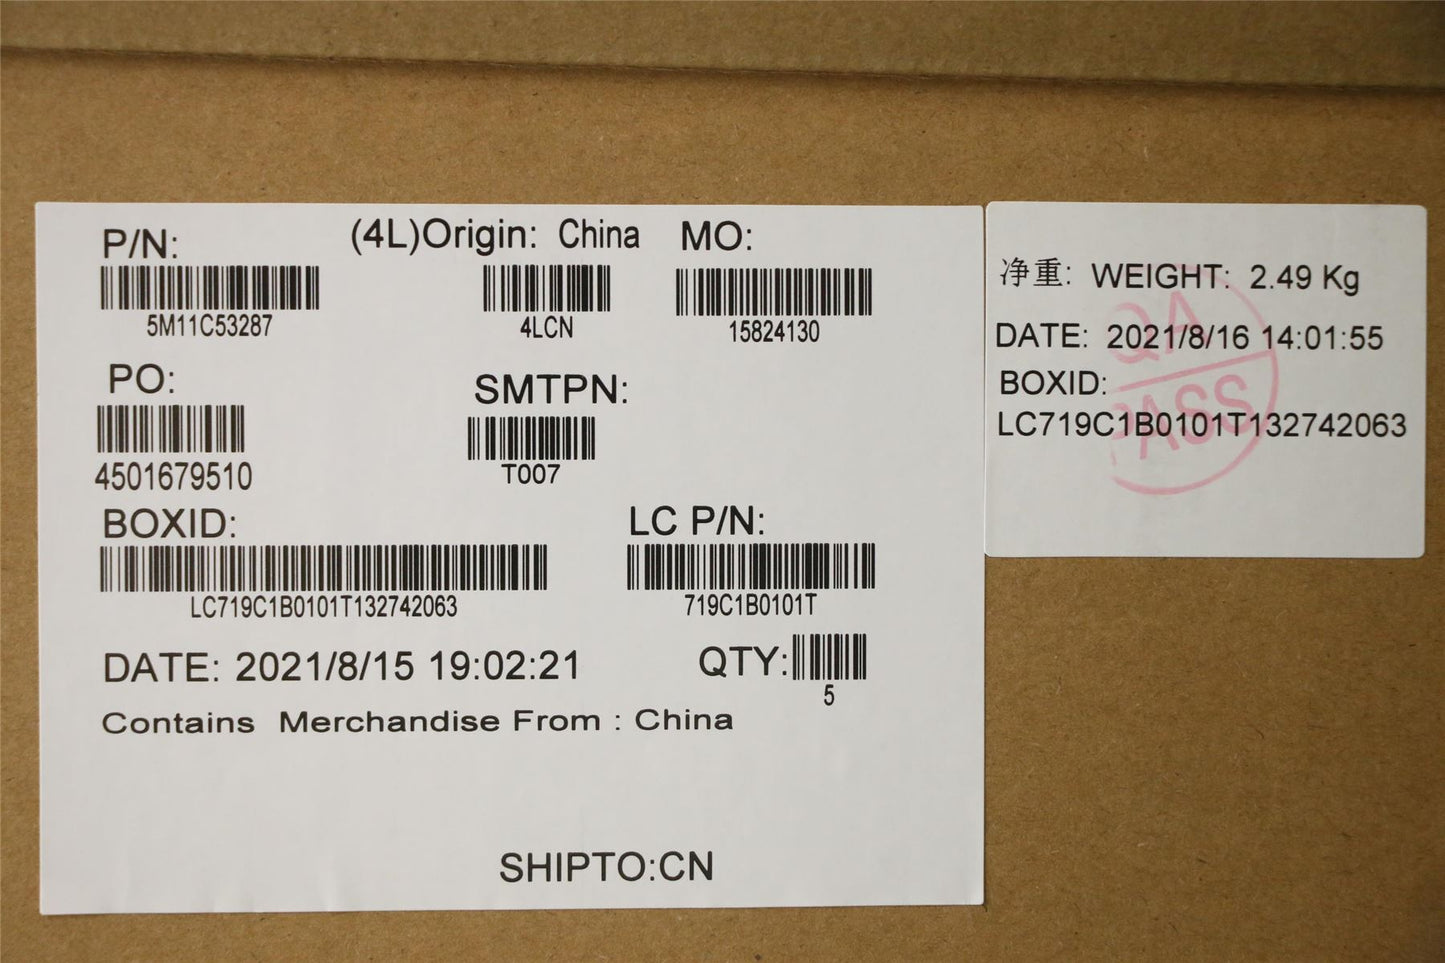 P/N: (4L)Origin: China MO:
5M11C53287 4LCN 15824130
PO: SMTPN:
4501679510 T007
BOXID: LC P/N:
LC719C1B0101T132742063 719C1B0101T
DATE: 2021/8/15 19:02:21 QTY:
5
Contains Merchandise From : China
SHIPTO:CN
净重: WEIGHT: 2.49 Kg
DATE: 2021/8/16 14:01:55
BOXID:
LC719C1B0101T132742063
QA
PASS